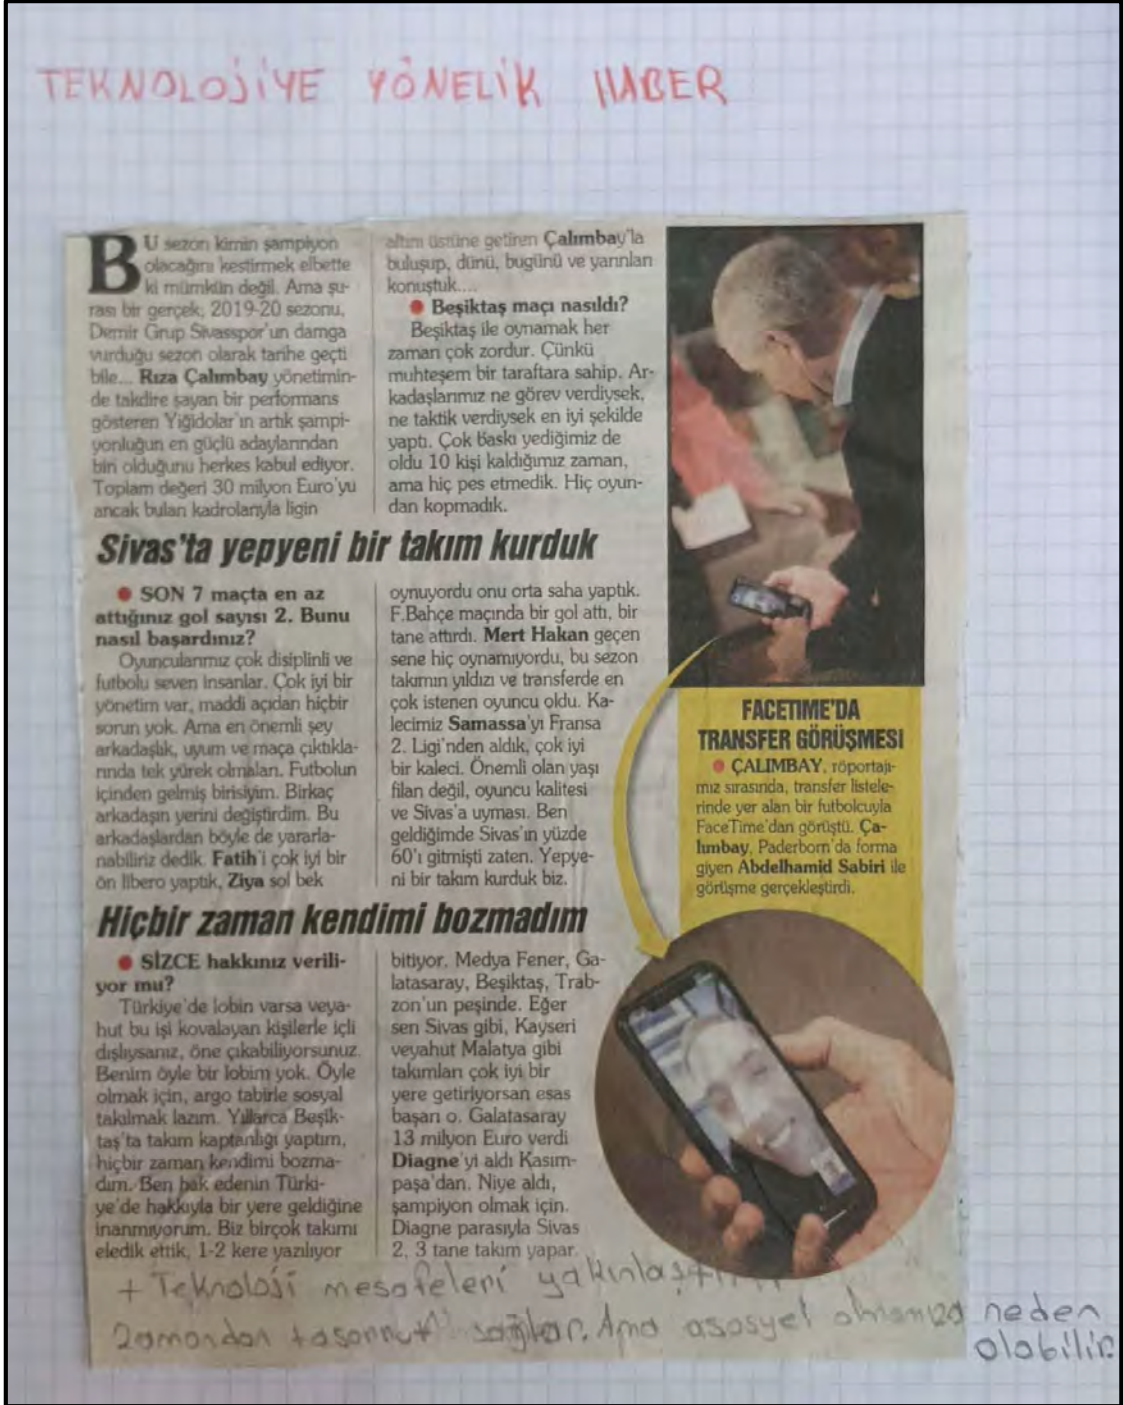 TEKNOLOJİYE YÖNELİK HABER
BU sezon kimin şampiyon
olacağını kestirmek elbette
ki mümkün değil. Ama şu-
rası bir gerçek; 2019-20 sezonu,
Demir Grup Sivasspor'un damga
vurduğu sezon olarak tarihe geçti
bile... Rıza Çalımbay yönetimin-
de takdire şayan bir performans
gösteren Yiğidolar'ın artık şampi-
yonluğun en güçlü adaylarından
biri olduğunu herkes kabul ediyor.
Toplam değeri 30 milyon Euro'yu
ancak bulan kadrolarıyla ligin
altını üstüne getiren Çalımbay'la
buluşup, dünü, bugünü ve yarınları
konuştuk....
● Beşiktaş maçı nasıldı?
Beşiktaş ile oynamak her
zaman çok zordur. Çünkü
muhteşem bir taraftara sahip. Ar-
kadaşlarımız ne görev verdiysek,
ne taktik verdiysek en iyi şekilde
yaptı. Çok baskı yediğimiz de
oldu 10 kişi kaldığımız zaman,
ama hiç pes etmedik. Hiç oyun-
dan kopmadık.
Sivas'ta yepyeni bir takım kurduk
● SON 7 maçta en az
attığınız gol sayısı 2. Bunu
nasıl başardınız?
Oyuncularımız çok disiplinli ve
futbolu seven insanlar. Çok iyi bir
yönetim var, maddi açıdan hiçbir
sorun yok. Ama en önemli şey
arkadaşlık, uyum ve maça çıktıkla-
rında tek yürek olmaları. Futbolun
içinden gelmiş birisiyim. Birkaç
arkadaşın yerini değiştirdim. Bu
arkadaşlardan böyle de yararla-
nabiliriz dedik. Fatih'i çok iyi bir
ön libero yaptık, Ziya sol bek
oynuyordu onu orta saha yaptık.
F.Bahçe maçında bir gol attı, bir
tane attırdı. Mert Hakan geçen
sene hiç oynamıyordu, bu sezon
takımın yıldızı ve transferde en
çok istenen oyuncu oldu. Ka-
lecimiz Samassa'yı Fransa
2. Ligi'nden aldık, çok iyi
bir kaleci. Önemli olan yaşı
filan değil, oyuncu kalitesi
ve Sivas'a uyması. Ben
geldiğimde Sivas'ın yüzde
60'ı gitmişti zaten. Yepye-
ni bir takım kurduk biz.
Hiçbir zaman kendimi bozmadım
● SİZCE hakkınız verili-
yor mu?
Türkiye'de lobin varsa veya-
hut bu işi kovalayan kişilerle içli
dışlıysanız, öne çıkabiliyorsunuz.
Benim öyle bir lobim yok. Öyle
olmak için, argo tabirle sosyal
takılmak lazım. Yıllarca Beşik-
taş'ta takım kaptanlığı yaptım,
hiçbir zaman kendimi bozma-
dım. Ben hak edenin Türki-
ye'de hakkıyla bir yere geldiğine
inanmıyorum. Biz birçok takımı
eledik ettik, 1-2 kere yazılıyor
bitiyor. Medya Fener, Ga-
latasaray, Beşiktaş, Trab-
zon'un peşinde. Eğer
sen Sivas gibi, Kayseri
veyahut Malatya gibi
takımları çok iyi bir
yere getiriyorsan esas
başarı o. Galatasaray
13 milyon Euro verdi
Diagne'yi aldı Kasım-
paşa'dan. Niye aldı,
şampiyon olmak için.
Diagne parasıyla Sivas
2, 3 tane takım yapar.
FACETIME'DA
TRANSFER GÖRÜŞMESİ
● ÇALIMBAY, röportajı-
mız sırasında, transfer listele-
rinde yer alan bir futbolcuyla
FaceTime'dan görüştü. Ça-
lımbay, Paderborn'da forma
giyen Abdelhamid Sabiri ile
görüşme gerçekleştirdi.
+ Teknoloji mesafeleri
zamandan tasarruf sağlar. Ama asosyel olmamıza neden
olabilir.